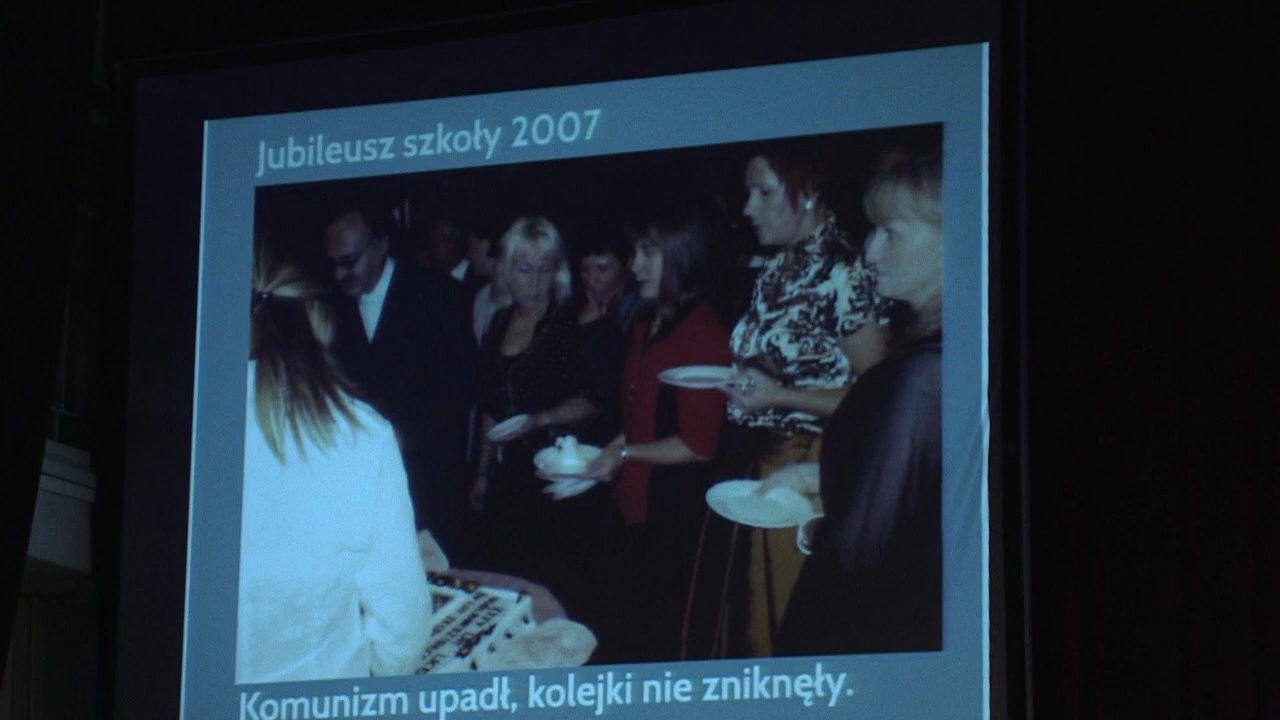 Jubileusz szkoły 2007
Komunizm upadł, kolejki nie zniknęły.